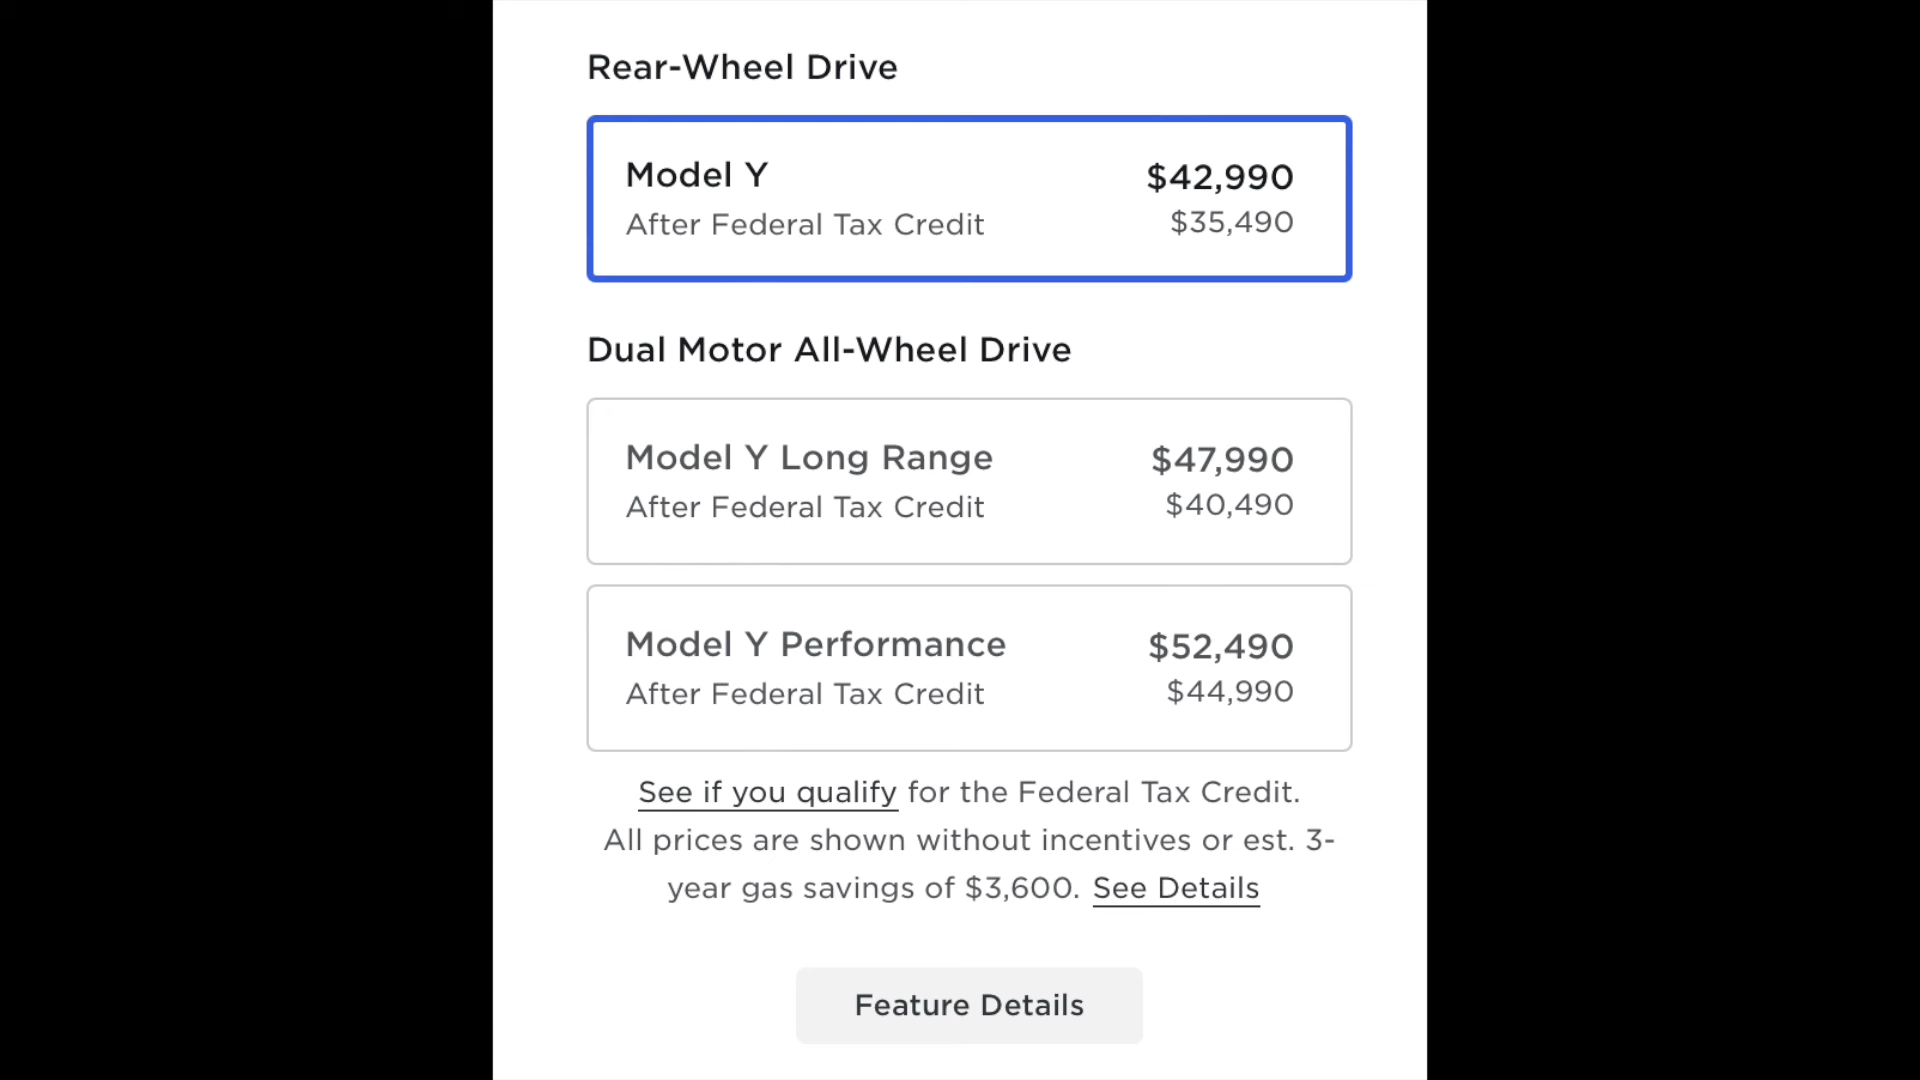 Rear-Wheel Drive
Model Y $42,990
After Federal Tax Credit $35,490
Dual Motor All-Wheel Drive
Model Y Long Range $47,990
After Federal Tax Credit $40,490
Model Y Performance $52,490
After Federal Tax Credit $44,990
See if you qualify for the Federal Tax Credit.
All prices are shown without incentives or est. 3-
year gas savings of $3,600. See Details
Feature Details